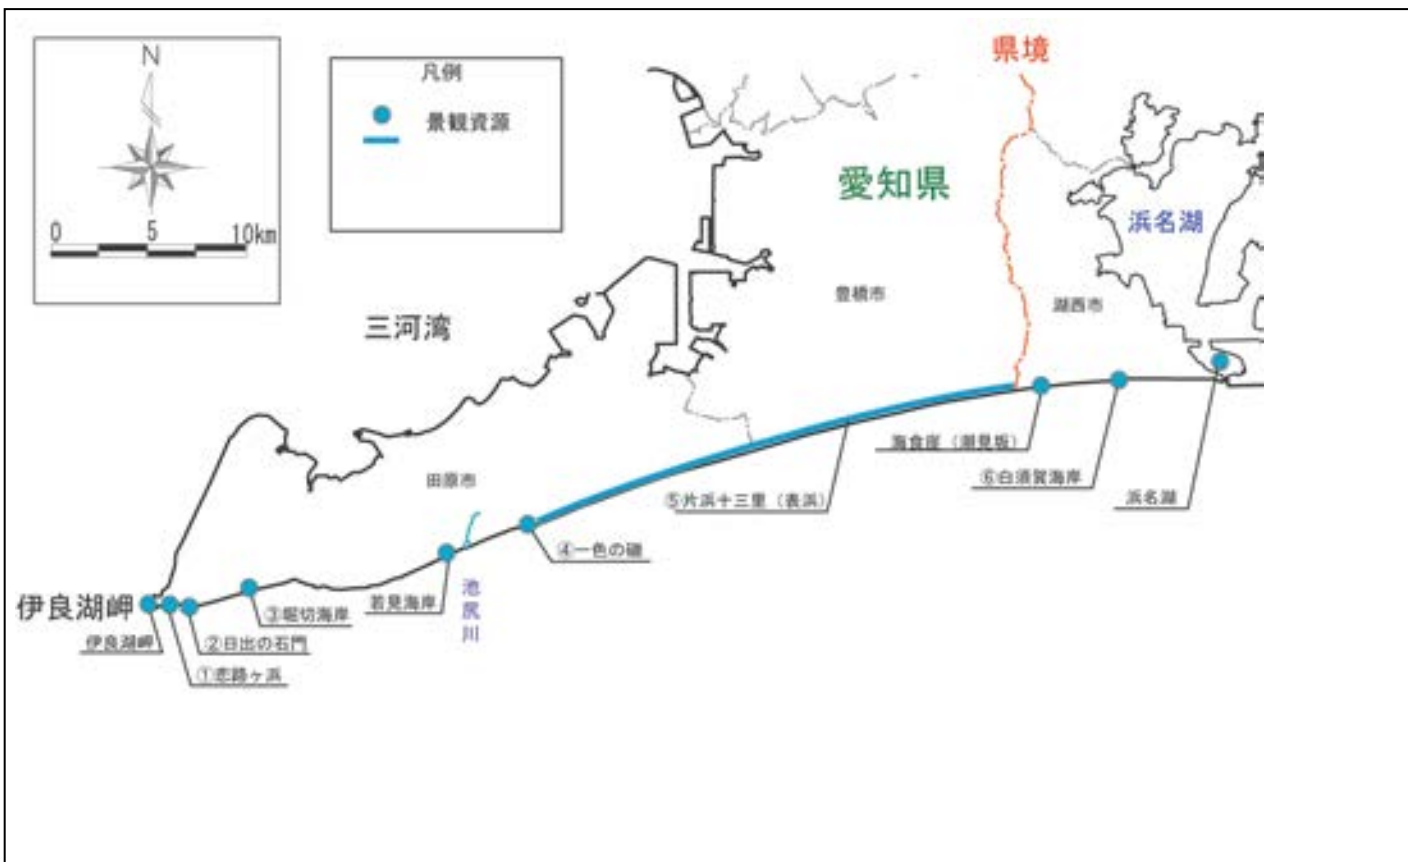 N
0 5 10km
凡例
景観資源
県境
愛知県
浜名湖
三河湾
豊橋市
湖西市
田原市
海食崖（潮見坂）
⑥白須賀海岸
浜名湖
⑤片浜十三里（表浜）
④一色の磯
若見海岸
池尻川
③堀切海岸
伊良湖岬
伊良湖岬
②日出の石門
①恋路ヶ浜